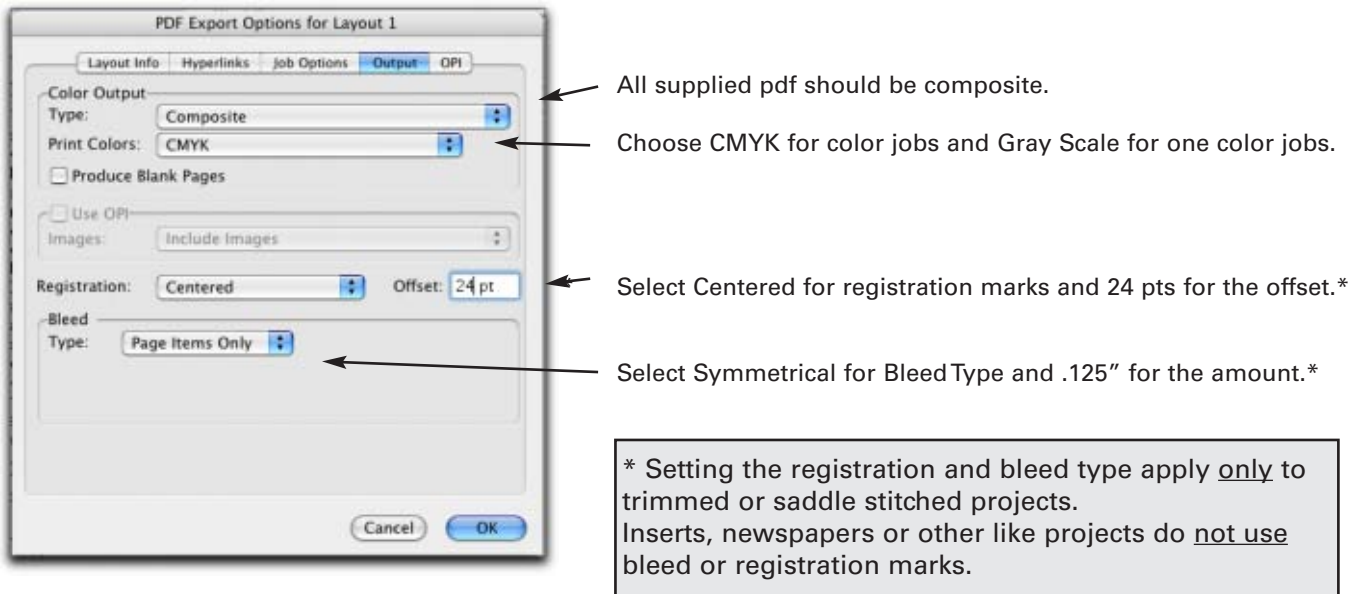 PDF Export Options for Layout 1
Layout Info Hyperlinks Job Options Output OPI
Color Output
Type: Composite
Print Colors: CMYK
Produce Blank Pages
Use OPI
Images: Include Images
Registration: Centered Offset: 24 pt
Bleed
Type: Page Items Only
Cancel OK
All supplied pdf should be composite.
Choose CMYK for color jobs and Gray Scale for one color jobs.
Select Centered for registration marks and 24 pts for the offset.*
Select Symmetrical for Bleed Type and .125” for the amount.*
* Setting the registration and bleed type apply only to
trimmed or saddle stitched projects.
Inserts, newspapers or other like projects do not use
bleed or registration marks.